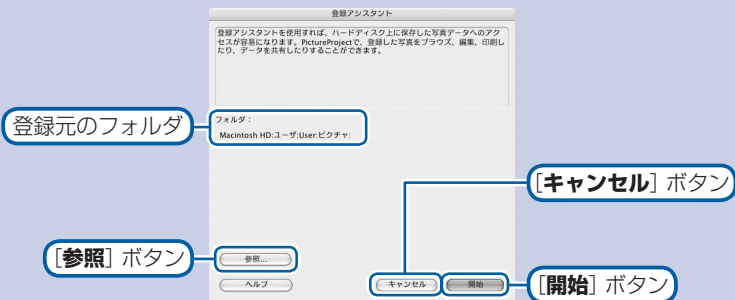 登録アシスタント
登録アシスタントを使用すれば、ハードディスク上に保存した写真データへのアク
セスが容易になります。PictureProjectで、登録した写真をブラウズ、編集、印刷し
たり、データを共有したりすることができます。
登録元のフォルダ
フォルダ：
Macintosh HD:ユーザ:User:ピクチャ:
[キャンセル] ボタン
[参照] ボタン
参照...
ヘルプ
キャンセル
開始
[開始] ボタン